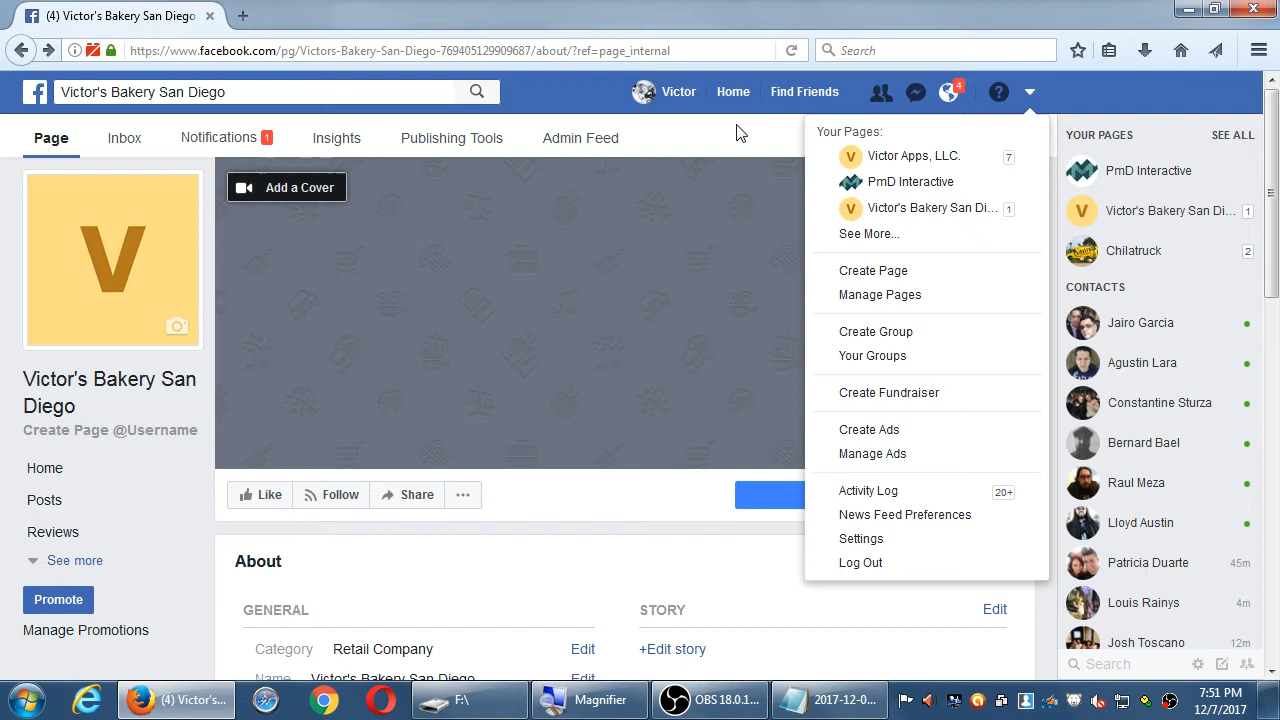 (4) Victor's Bakery San Diego
https://www.facebook.com/pg/Victors-Bakery-San-Diego-769405129909687/about/?ref=page_internal
Search
Victor's Bakery San Diego
Victor
Home
Find Friends
4
Page
Inbox
Notifications 1
Insights
Publishing Tools
Admin Feed
Add a Cover
V
Victor's Bakery San
Diego
Create Page @Username
Home
Posts
Reviews
See more
Promote
Manage Promotions
Like
Follow
Share
About
GENERAL
Category
Retail Company
Edit
Name
Victor's Bakery San Diego
Edit
STORY
Edit
+Edit story
Your Pages:
V Victor Apps, LLC. 7
PmD Interactive
V Victor's Bakery San Di... 1
See More...
Create Page
Manage Pages
Create Group
Your Groups
Create Fundraiser
Create Ads
Manage Ads
Activity Log 20+
News Feed Preferences
Settings
Log Out
YOUR PAGES
SEE ALL
PmD Interactive
V Victor's Bakery San Di... 1
Chilatruck 2
CONTACTS
Jairo Garcia
Agustin Lara
Constantine Sturza
Bernard Bael
Raul Meza
Lloyd Austin
Patricia Duarte 45m
Louis Rainys 4m
Josh Toscano 12m
Search
(4) Victor's...
F:\
Magnifier
OBS 18.0.1...
2017-12-0...
7:51 PM
12/7/2017